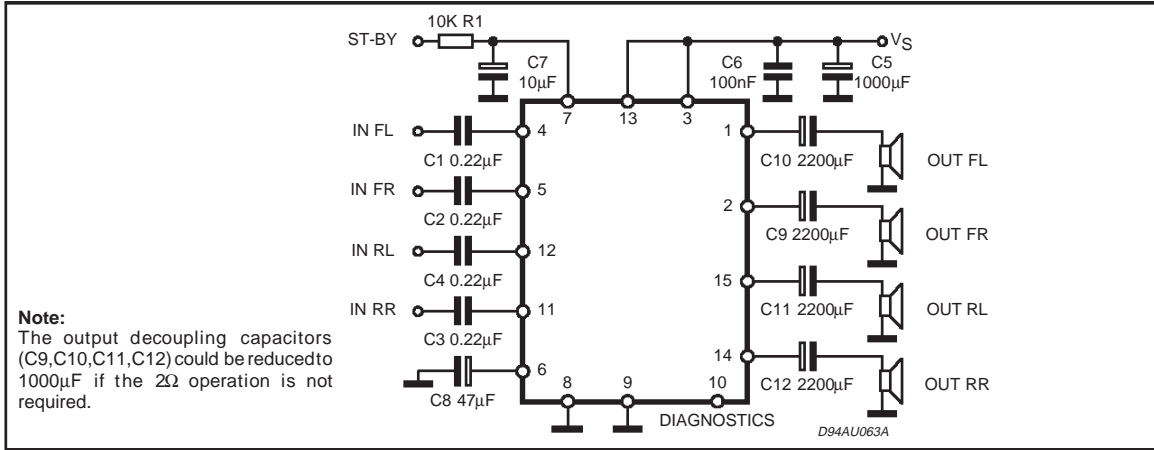 10K R1
ST-BY
C7
10μF
C6
100nF
C5
1000μF
VS
7
13
3
IN FL
4
C1 0.22μF
1
C10 2200μF
OUT FL
IN FR
5
C2 0.22μF
2
C9 2200μF
OUT FR
IN RL
12
C4 0.22μF
15
C11 2200μF
OUT RL
IN RR
11
C3 0.22μF
14
C12 2200μF
OUT RR
6
C8 47μF
8
9
10
DIAGNOSTICS
D94AU063A
Note:
The output decoupling capacitors
(C9,C10,C11,C12) could be reducedto
1000μF if the 2Ω operation is not
required.